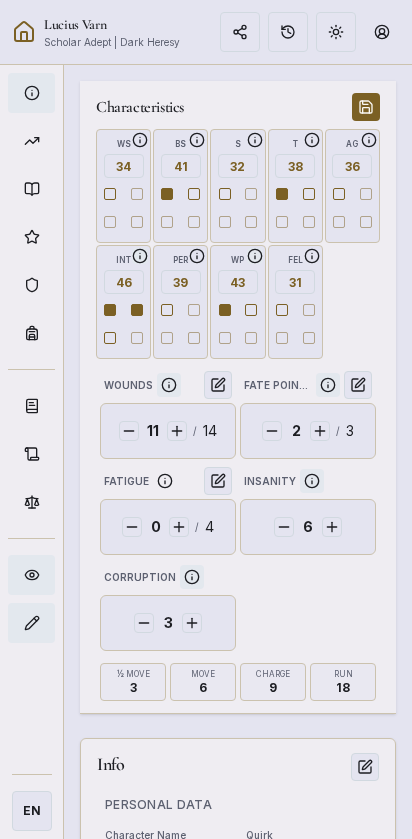 Lucius Varn
Scholar Adept | Dark Heresy
Characteristics
WS BS S T AG
34 41 32 38 36
INT PER WP FEL
46 39 43 31
WOUNDS FATE POIN...
11 / 14 2 / 3
FATIGUE INSANITY
0 / 4 6
CORRUPTION
3
½ MOVE MOVE CHARGE RUN
3 6 9 18
Info
PERSONAL DATA
EN
Character Name Quirk